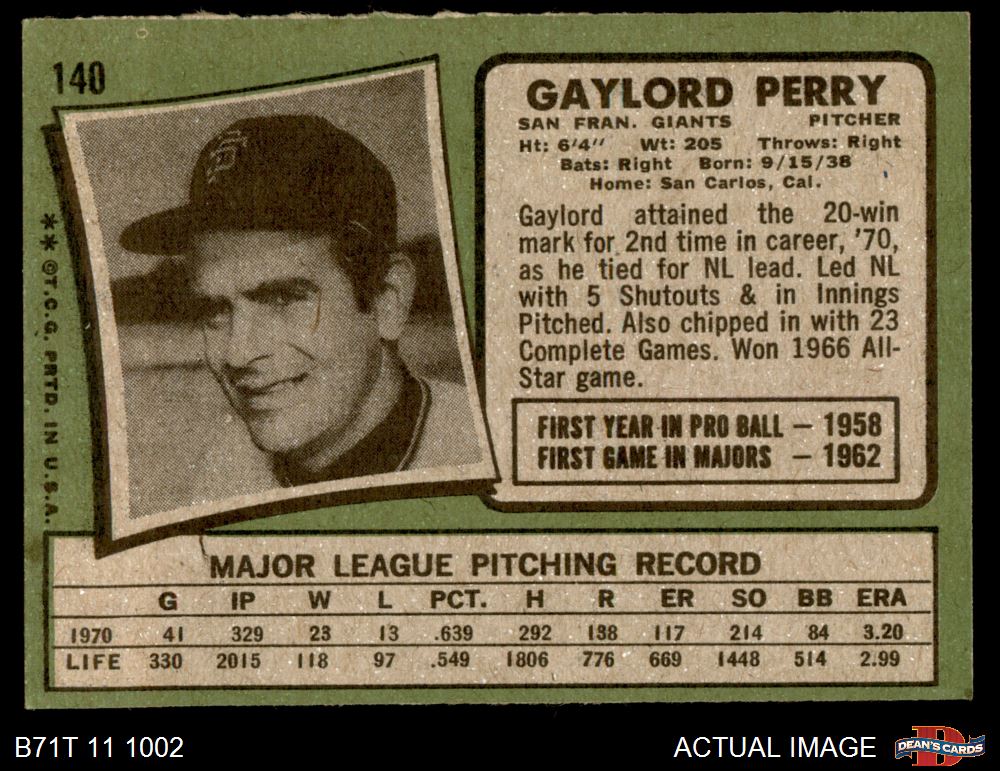 140
GAYLORD PERRY
SAN FRAN. GIANTS PITCHER
Ht: 6'4" Wt: 205 Throws: Right
Bats: Right Born: 9/15/38
Home: San Carlos, Cal.
Gaylord attained the 20-win
mark for 2nd time in career, '70,
as he tied for NL lead. Led NL
with 5 Shutouts & in Innings
Pitched. Also chipped in with 23
Complete Games. Won 1966 All-
Star game.
FIRST YEAR IN PRO BALL — 1958
FIRST GAME IN MAJORS — 1962
SF
** ©T.C.G. PRTD. IN U.S.A.
MAJOR LEAGUE PITCHING RECORD
G IP W L PCT. H R ER SO BB ERA
1970 41 329 23 13 .639 292 138 117 214 84 3.20
LIFE 330 2015 118 97 .549 1806 776 669 1448 514 2.99
B71T 11 1002
ACTUAL IMAGE
D
DEAN'S CARDS